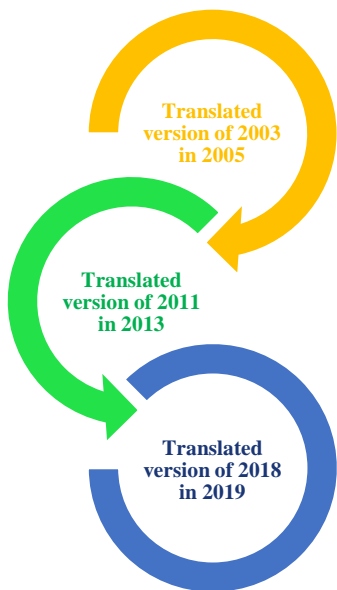 Translated
version of 2003
in 2005
Translated
version of 2011
in 2013
Translated
version of 2018
in 2019